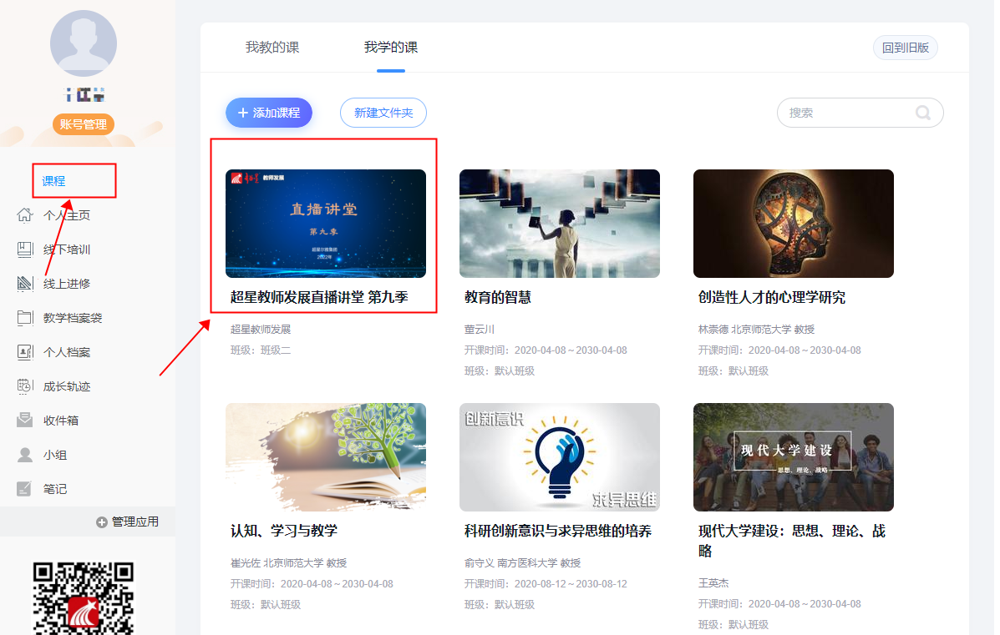 账号管理
课程
个人主页
线下培训
线上进修
教学档案袋
个人档案
成长轨迹
收件箱
小组
笔记
管理应用
我教的课
我学的课
回到旧版
添加课程
新建文件夹
搜索
教师发展
直播讲堂
第九季
超星尔雅集团
2022年
超星教师发展直播讲堂 第九季
超星教师发展
班级：班级二
教育的智慧
董云川
开课时间：2020-04-08～2030-04-08
班级：默认班级
创造性人才的心理学研究
林崇德 北京师范大学 教授
开课时间：2020-04-08～2030-04-08
班级：默认班级
认知、学习与教学
崔光佐 北京师范大学 教授
开课时间：2020-04-08～2030-04-08
班级：默认班级
创新意识
求异思维
科研创新意识与求异思维的培养
俞守义 南方医科大学 教授
开课时间：2020-08-12～2030-08-12
班级：默认班级
现代大学建设
思想、理论、战略
现代大学建设：思想、理论、战
略
王英杰
开课时间：2020-04-08～2030-04-08
班级：默认班级